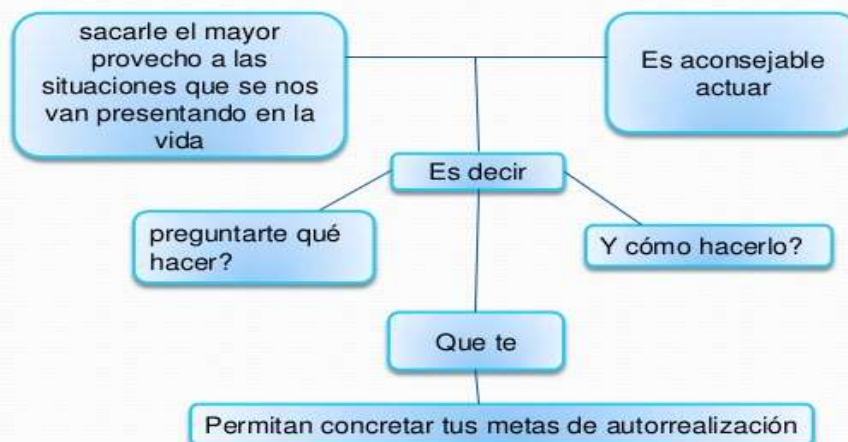 sacarle el mayor
provecho a las
situaciones que se nos
van presentando en la
vida
Es aconsejable
actuar
Es decir
preguntarte qué
hacer?
Y cómo hacerlo?
Que te
Permitan concretar tus metas de autorrealización